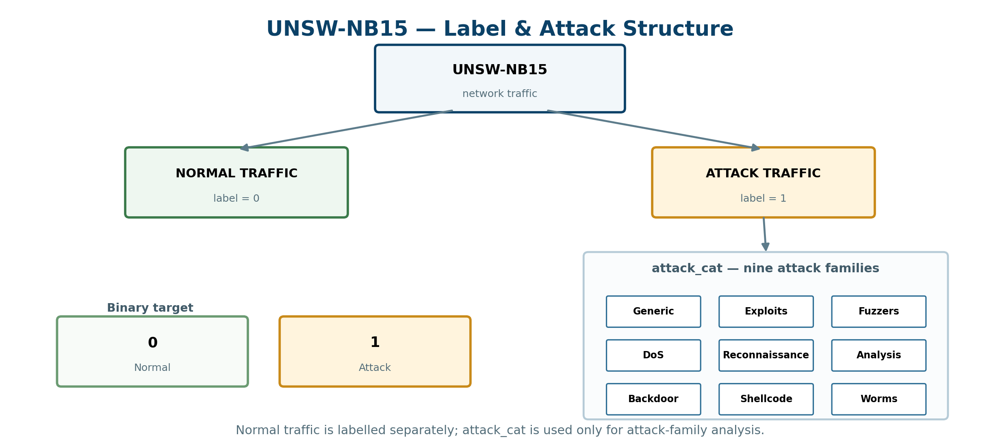 UNSW-NB15 — Label & Attack Structure
UNSW-NB15
network traffic
NORMAL TRAFFIC
label = 0
ATTACK TRAFFIC
label = 1
attack_cat — nine attack families
Generic
Exploits
Fuzzers
DoS
Reconnaissance
Analysis
Backdoor
Shellcode
Worms
Binary target
0
Normal
1
Attack
Normal traffic is labelled separately; attack_cat is used only for attack-family analysis.